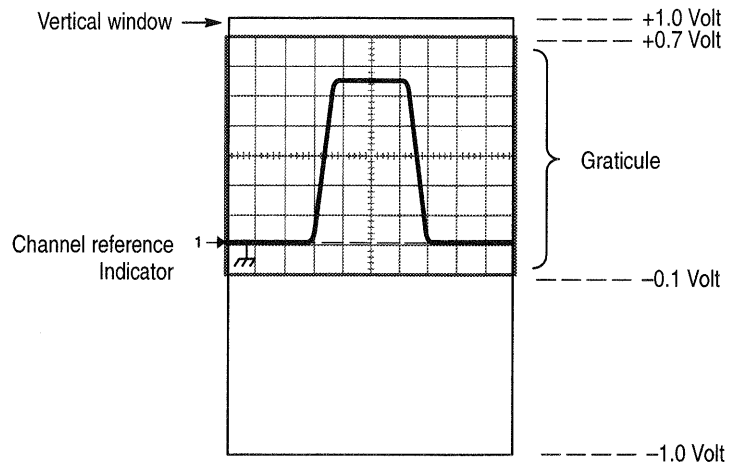 Vertical window
+1.0 Volt
+0.7 Volt
Graticule
Channel reference
Indicator
1
–0.1 Volt
–1.0 Volt